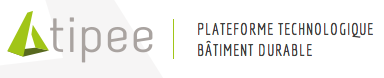 tipee
PLATEFORME TECHNOLOGIQUE
BÂTIMENT DURABLE